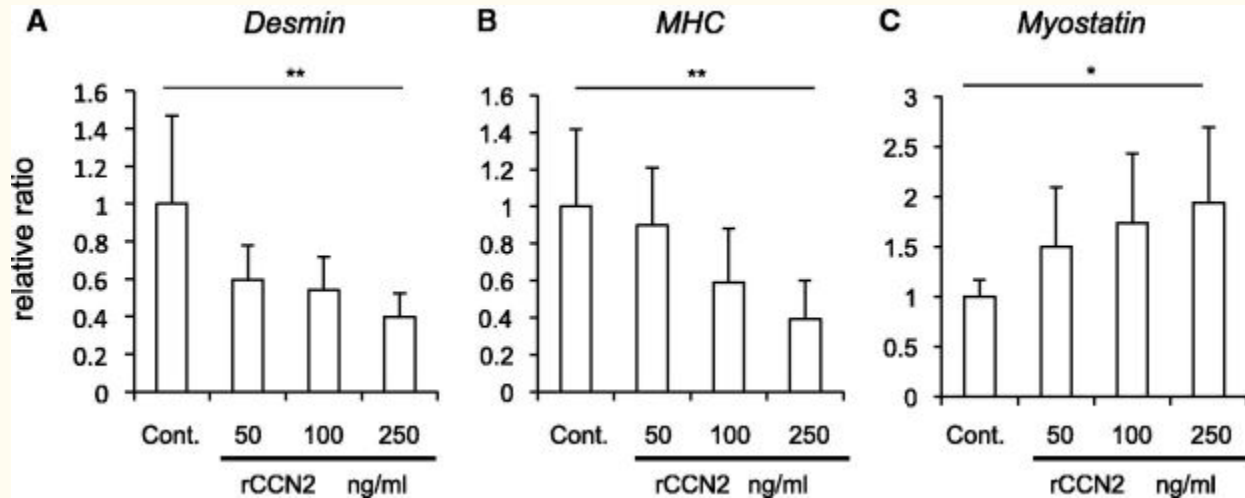 A Desmin
**
relative ratio
1.6
1.4
1.2
1
0.8
0.6
0.4
0.2
0
Cont. 50 100 250
rCCN2 ng/ml
B MHC
**
1.6
1.4
1.2
1
0.8
0.6
0.4
0.2
0
Cont. 50 100 250
rCCN2 ng/ml
C Myostatin
*
3
2.5
2
1.5
1
0.5
0
Cont. 50 100 250
rCCN2 ng/ml